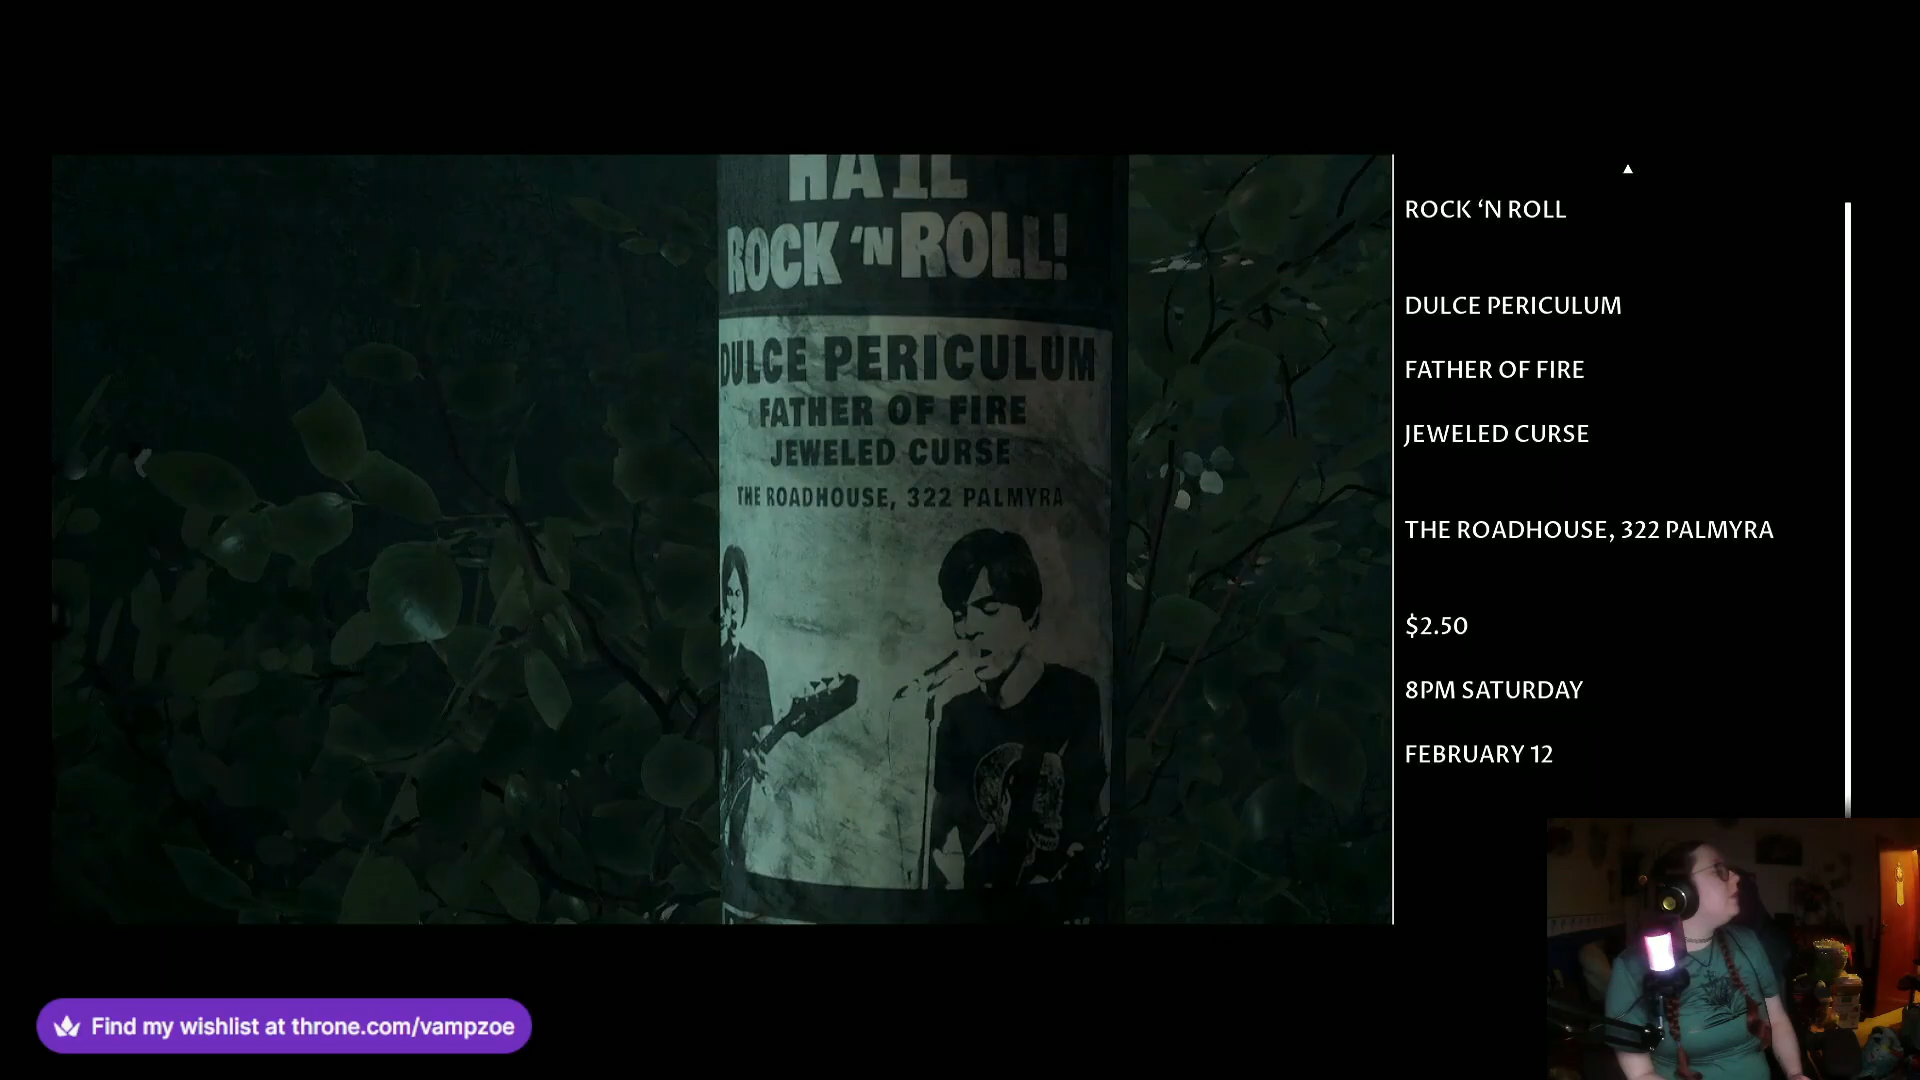 HAIL
ROCK 'N ROLL!
DULCE PERICULUM
FATHER OF FIRE
JEWELED CURSE
THE ROADHOUSE, 322 PALMYRA
ROCK ‘N ROLL
DULCE PERICULUM
FATHER OF FIRE
JEWELED CURSE
THE ROADHOUSE, 322 PALMYRA
$2.50
8PM SATURDAY
FEBRUARY 12
Find my wishlist at throne.com/vampzoe